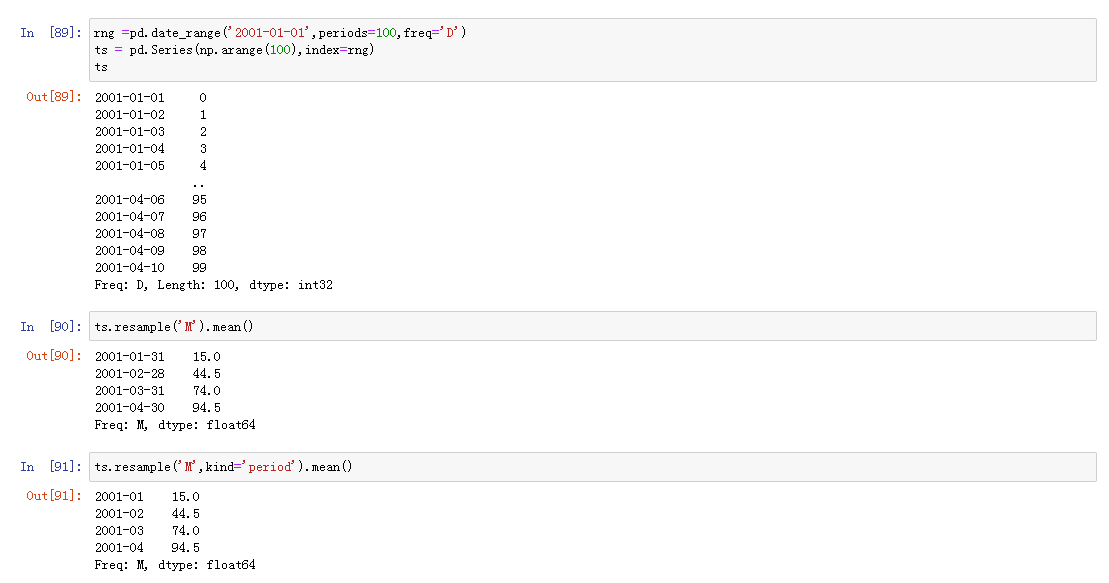 In [89]: rng =pd.date_range('2001-01-01',periods=100,freq='D')
ts = pd.Series(np.arange(100),index=rng)
ts
Out[89]: 2001-01-01 0
2001-01-02 1
2001-01-03 2
2001-01-04 3
2001-01-05 4
..
2001-04-06 95
2001-04-07 96
2001-04-08 97
2001-04-09 98
2001-04-10 99
Freq: D, Length: 100, dtype: int32
In [90]: ts.resample('M').mean()
Out[90]: 2001-01-31 15.0
2001-02-28 44.5
2001-03-31 74.0
2001-04-30 94.5
Freq: M, dtype: float64
In [91]: ts.resample('M',kind='period').mean()
Out[91]: 2001-01 15.0
2001-02 44.5
2001-03 74.0
2001-04 94.5
Freq: M, dtype: float64